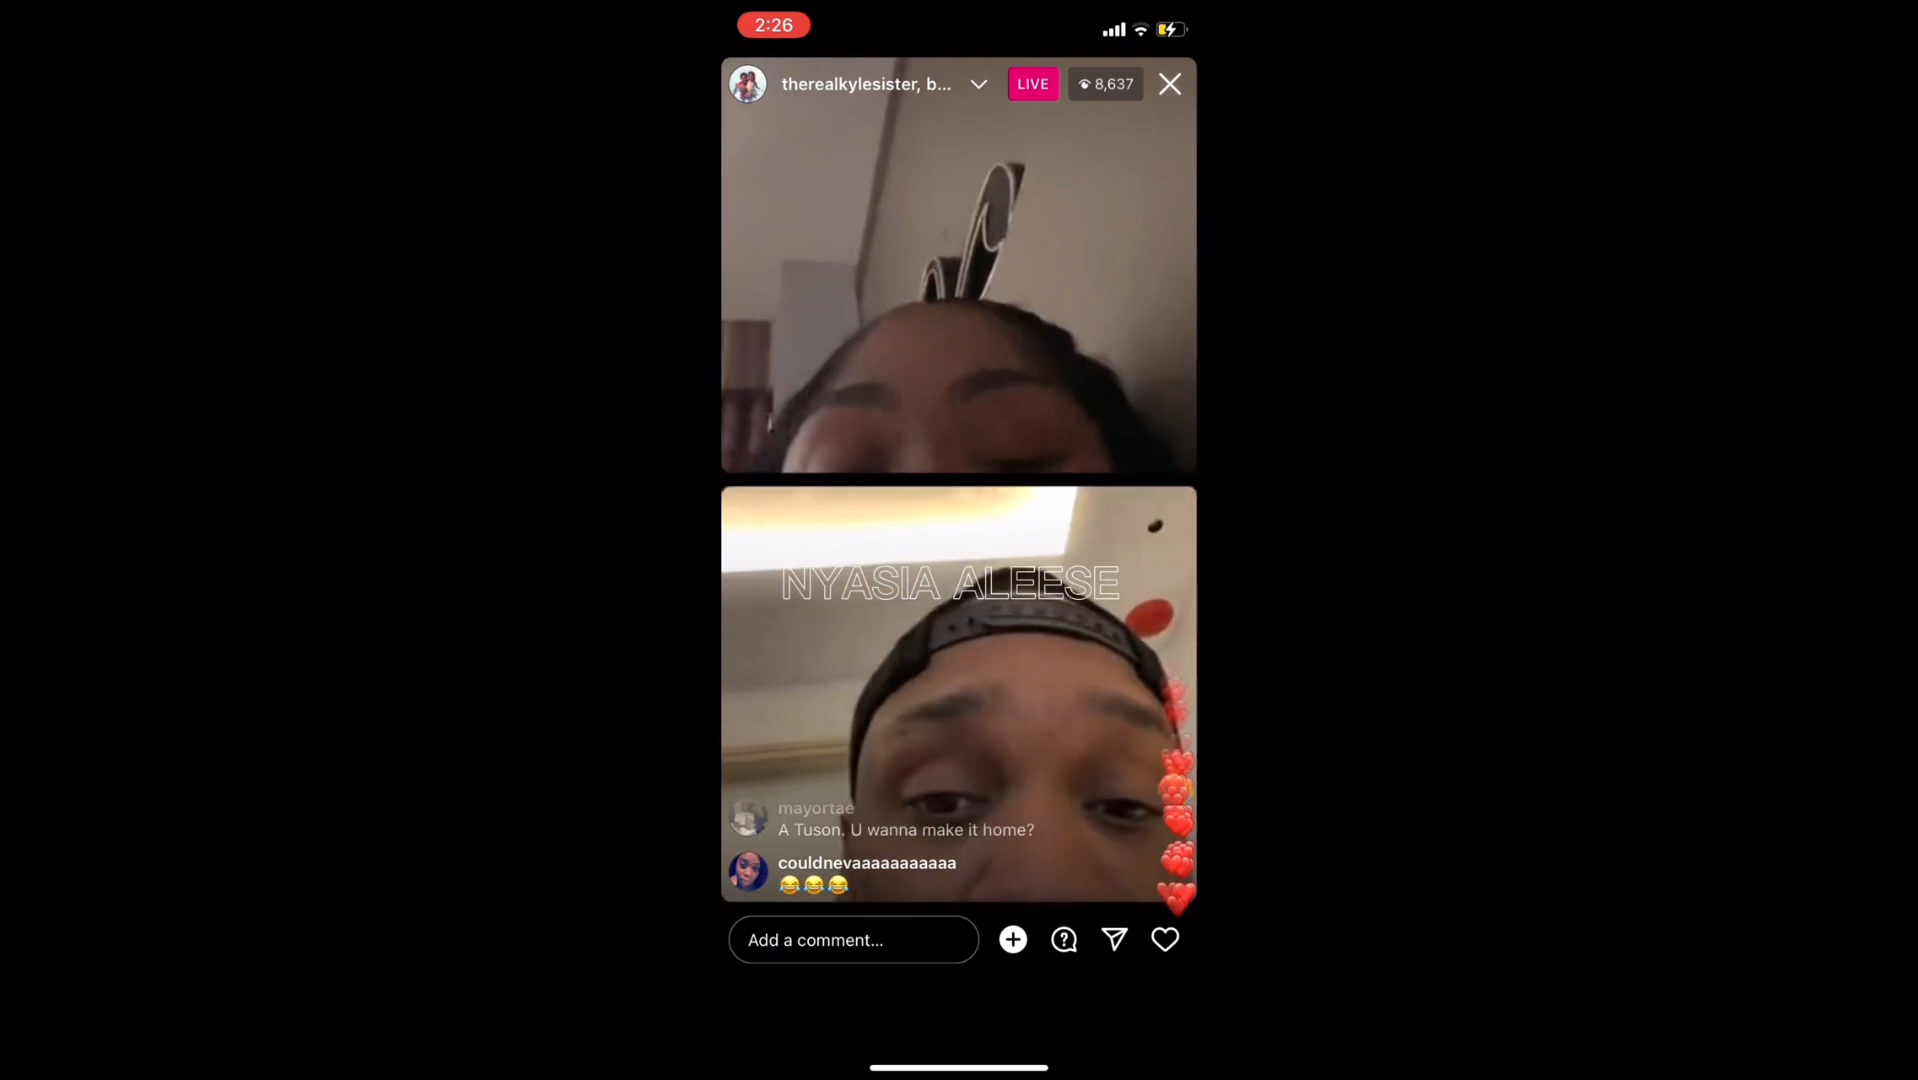 2:26
therealkylesister, b...
LIVE
8,637
NYASIA ALEESE
mayortae
A Tuson. U wanna make it home?
couldnevaaaaaaaaaaa
😂😂😂
Add a comment...